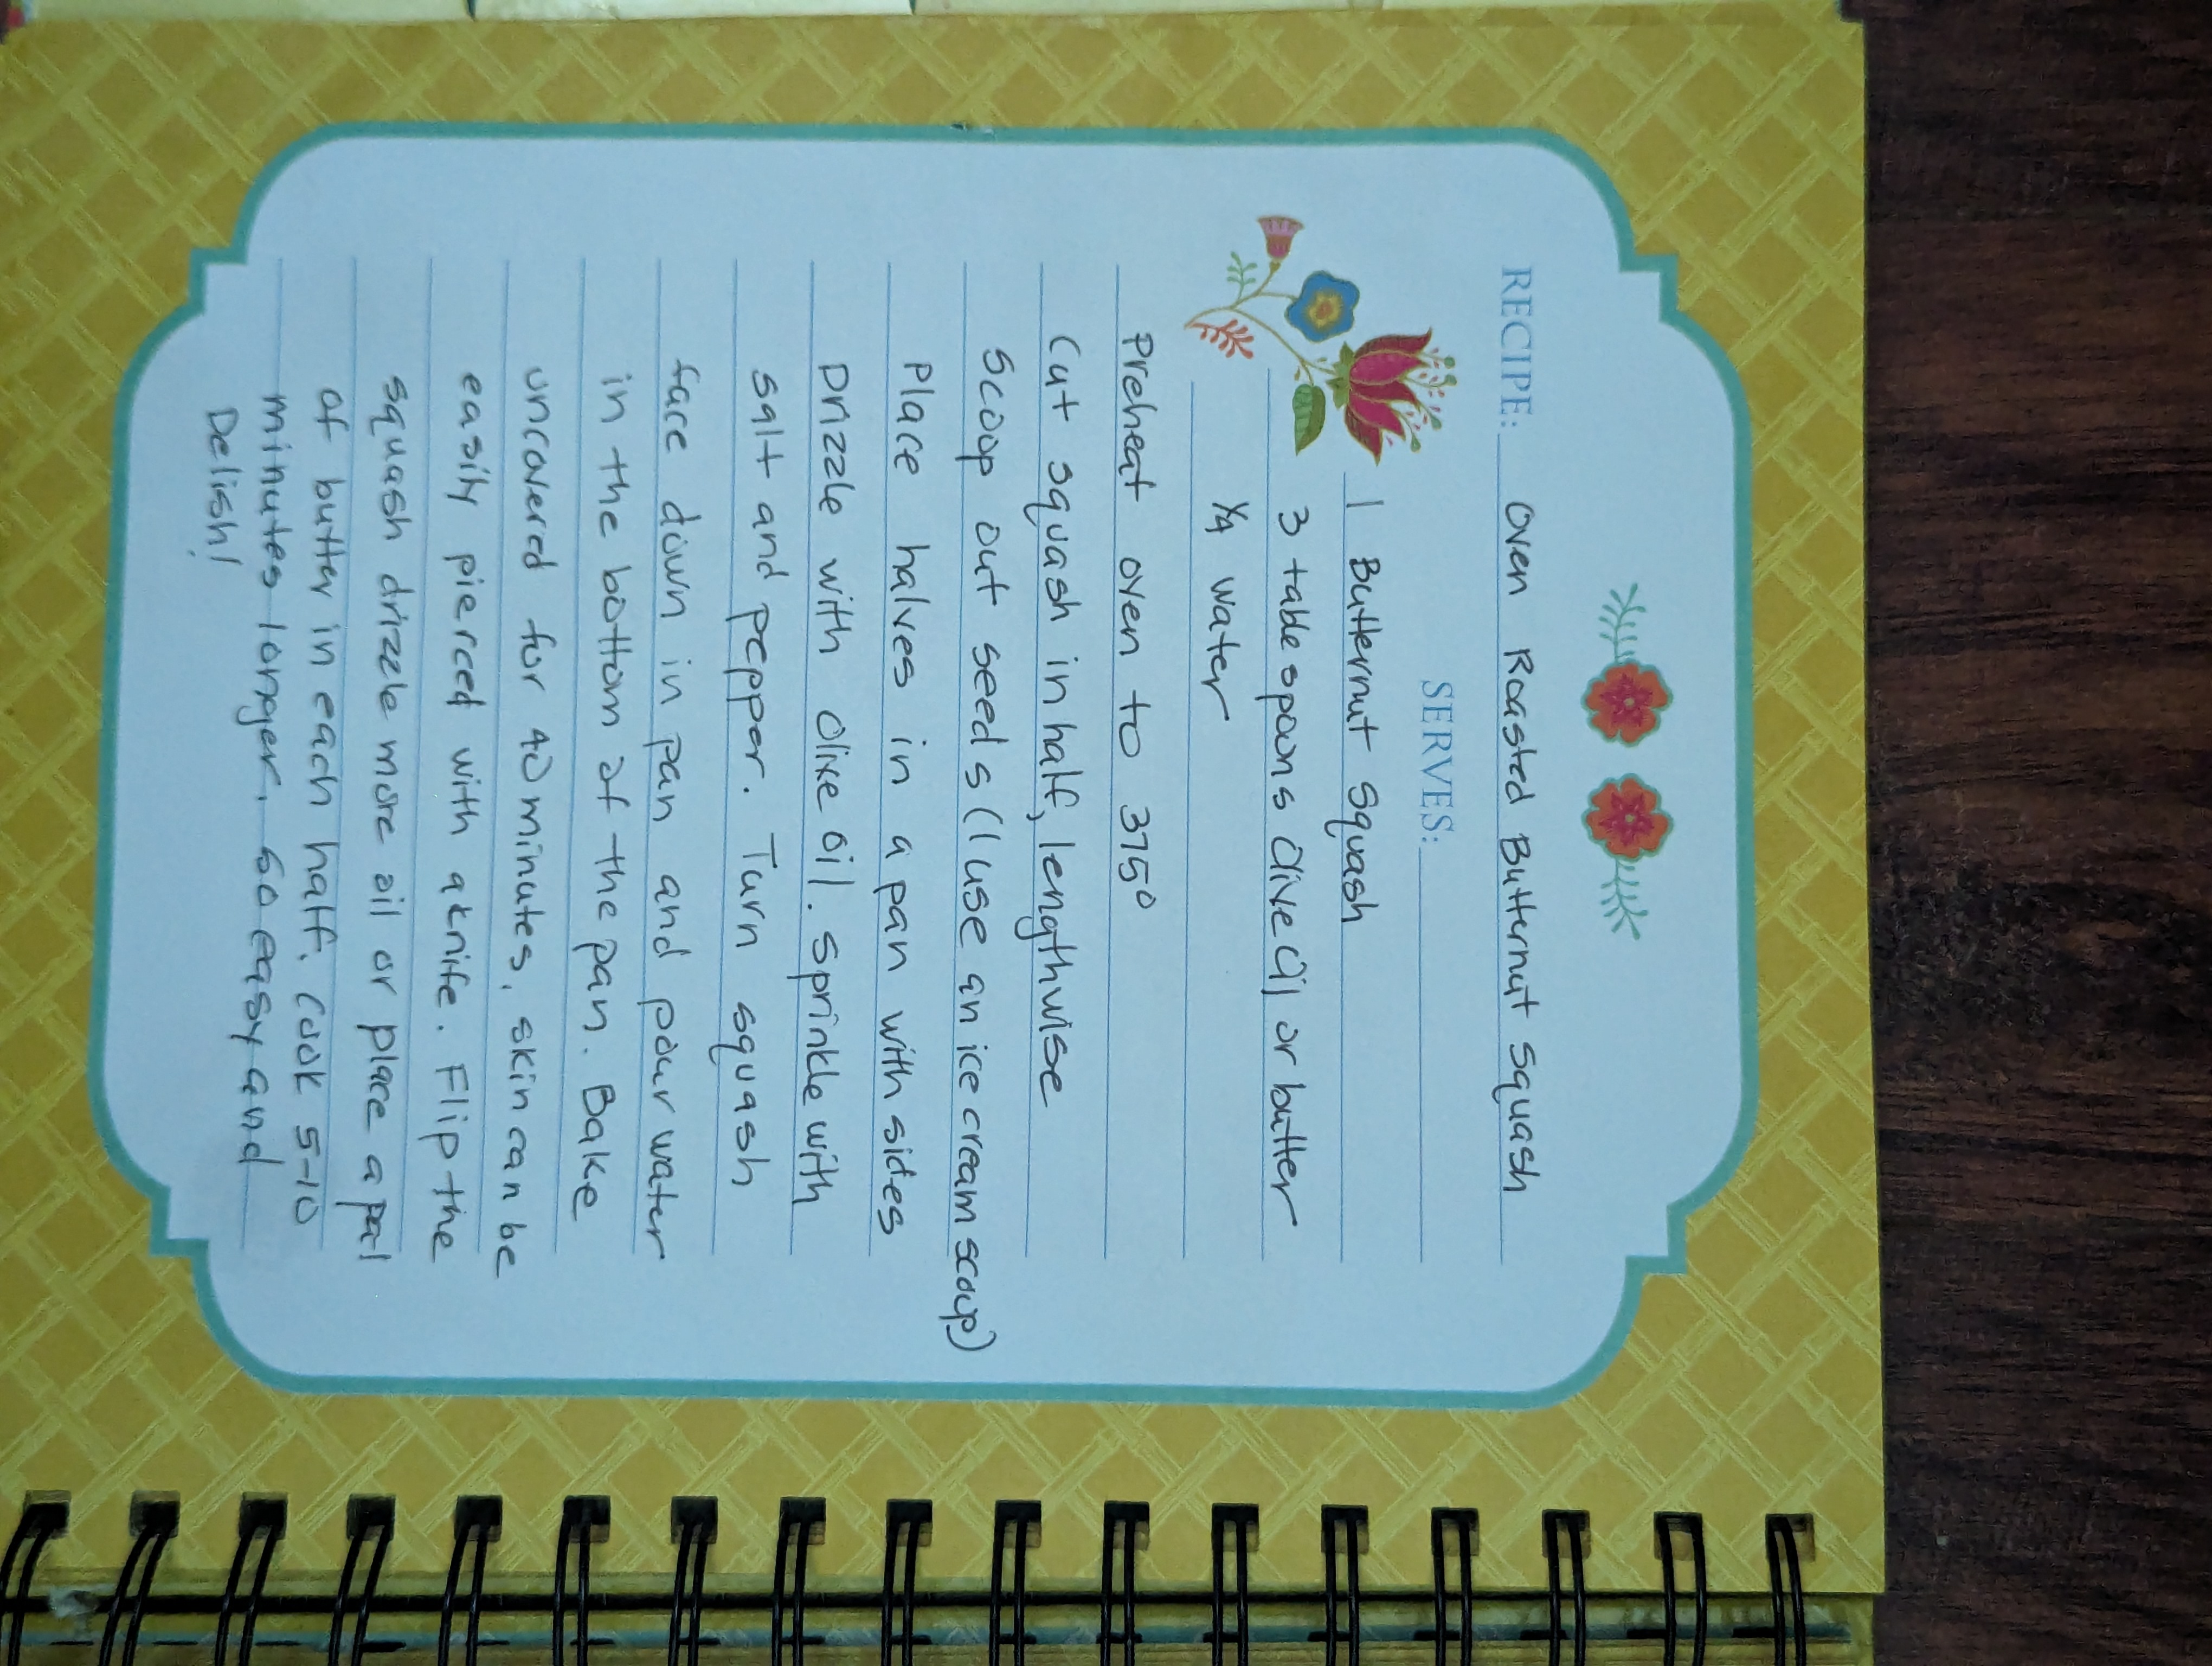 RECIPE: Oven Roasted Butternut Squash
SERVES:
1 Butternut Squash
3 tablespoons Olive Oil or butter
1/4 water
Preheat oven to 375°
Cut squash in half, lengthwise
Scoop out seeds (I use an ice cream scoop)
Place halves in a pan with sides
Drizzle with olive oil. sprinkle with
salt and pepper. Turn squash
face down in pan and pour water
in the bottom of the pan. Bake
uncovered for 40 minutes, skin can be
easily pierced with a knife. Flip the
squash drizzle more oil or place a pal
of butter in each half. Cook 5-10
minutes longer. So easy and
Delish!